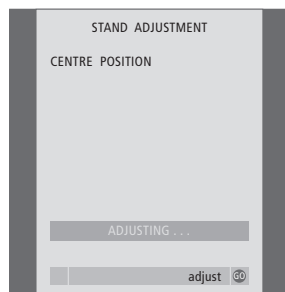 STAND ADJUSTMENT
CENTRE POSITION
ADJUSTING . . .
adjust GO